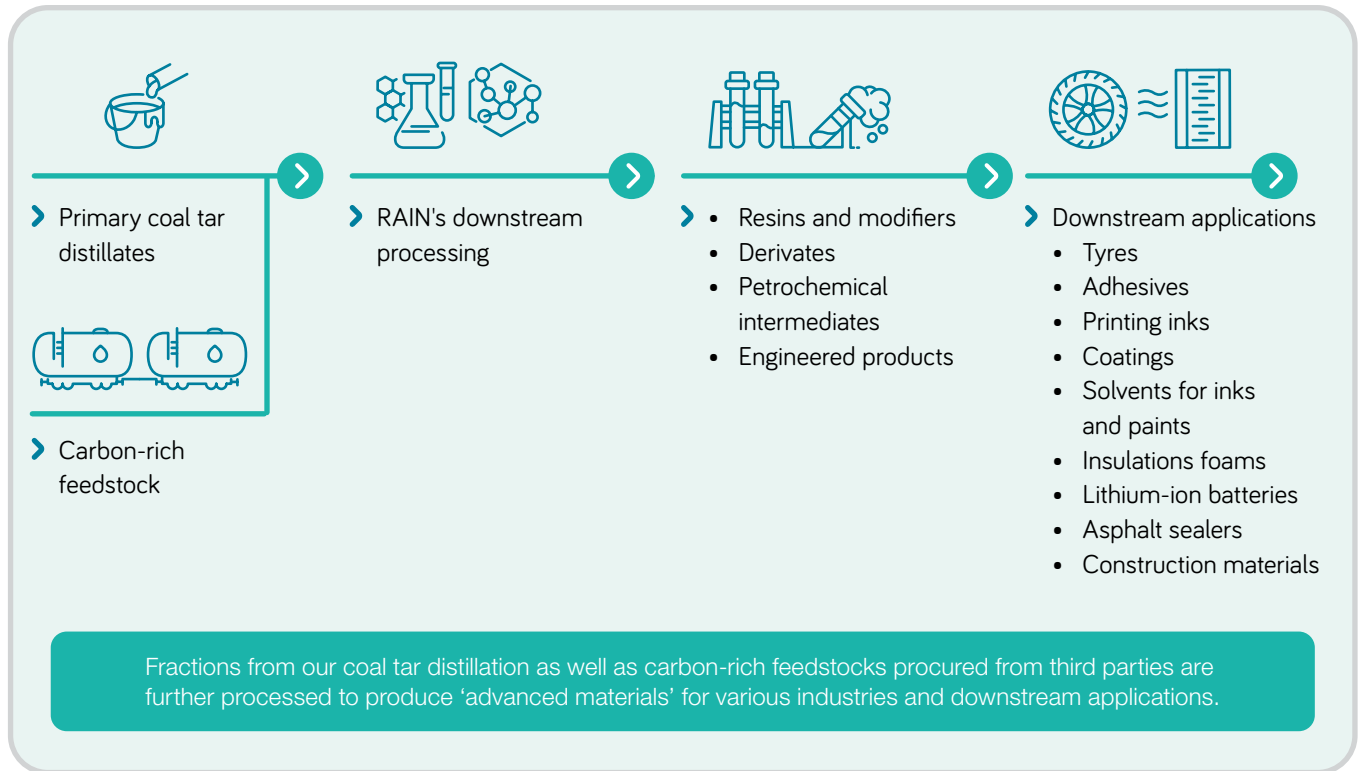 Primary coal tar
distillates
Carbon-rich
feedstock
RAIN's downstream
processing
• Resins and modifiers
• Derivates
• Petrochemical
intermediates
• Engineered products
Downstream applications
• Tyres
• Adhesives
• Printing inks
• Coatings
• Solvents for inks
and paints
• Insulations foams
• Lithium-ion batteries
• Asphalt sealers
• Construction materials
Fractions from our coal tar distillation as well as carbon-rich feedstocks procured from third parties are
further processed to produce ‘advanced materials’ for various industries and downstream applications.